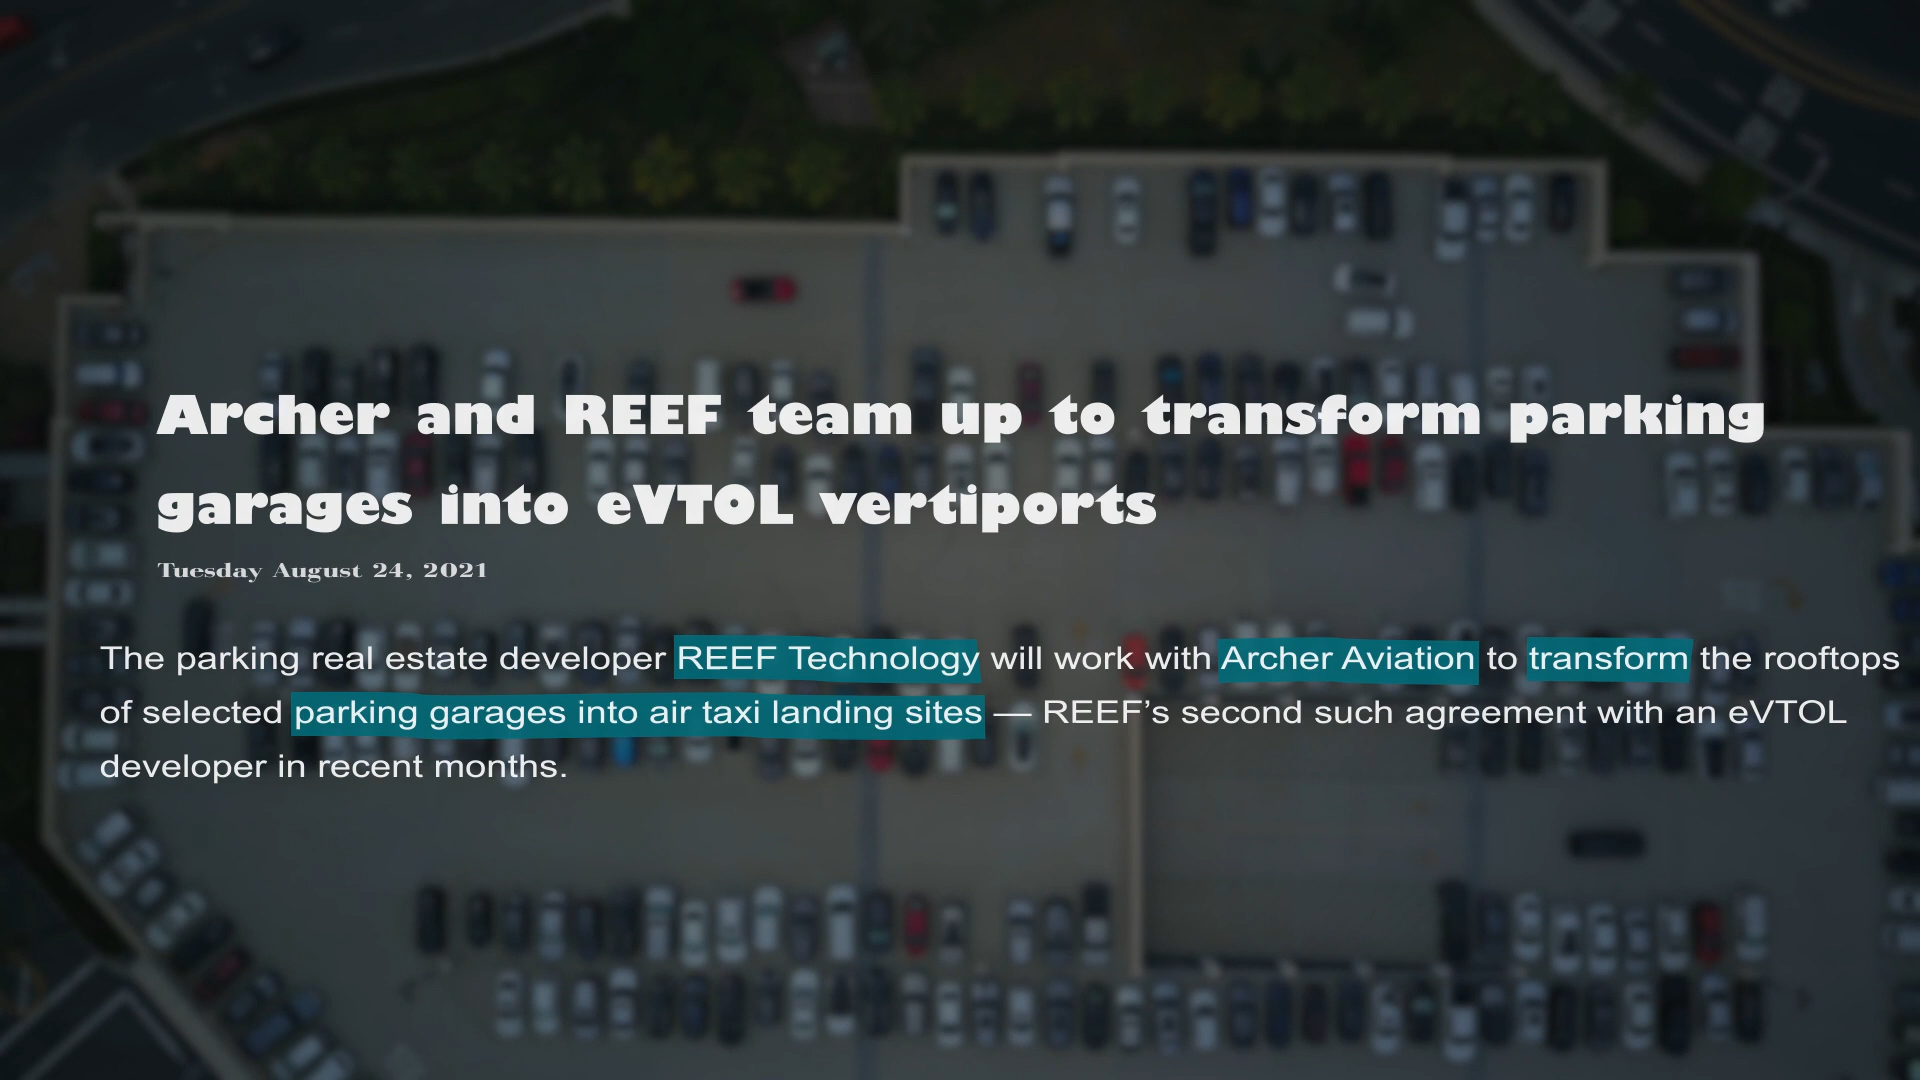 Archer and REEF team up to transform parking
garages into eVTOL vertiports
Tuesday August 24, 2021
The parking real estate developer REEF Technology will work with Archer Aviation to transform the rooftops
of selected parking garages into air taxi landing sites — REEF’s second such agreement with an eVTOL
developer in recent months.